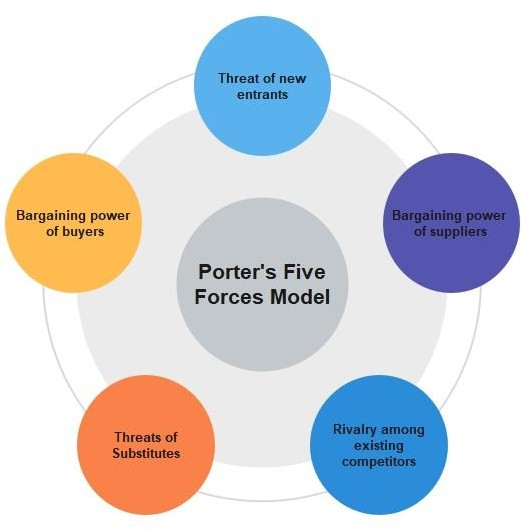 Threat of new
entrants
Bargaining power
of buyers
Bargaining power
of suppliers
Porter's Five
Forces Model
Threats of
Substitutes
Rivalry among
existing
competitors